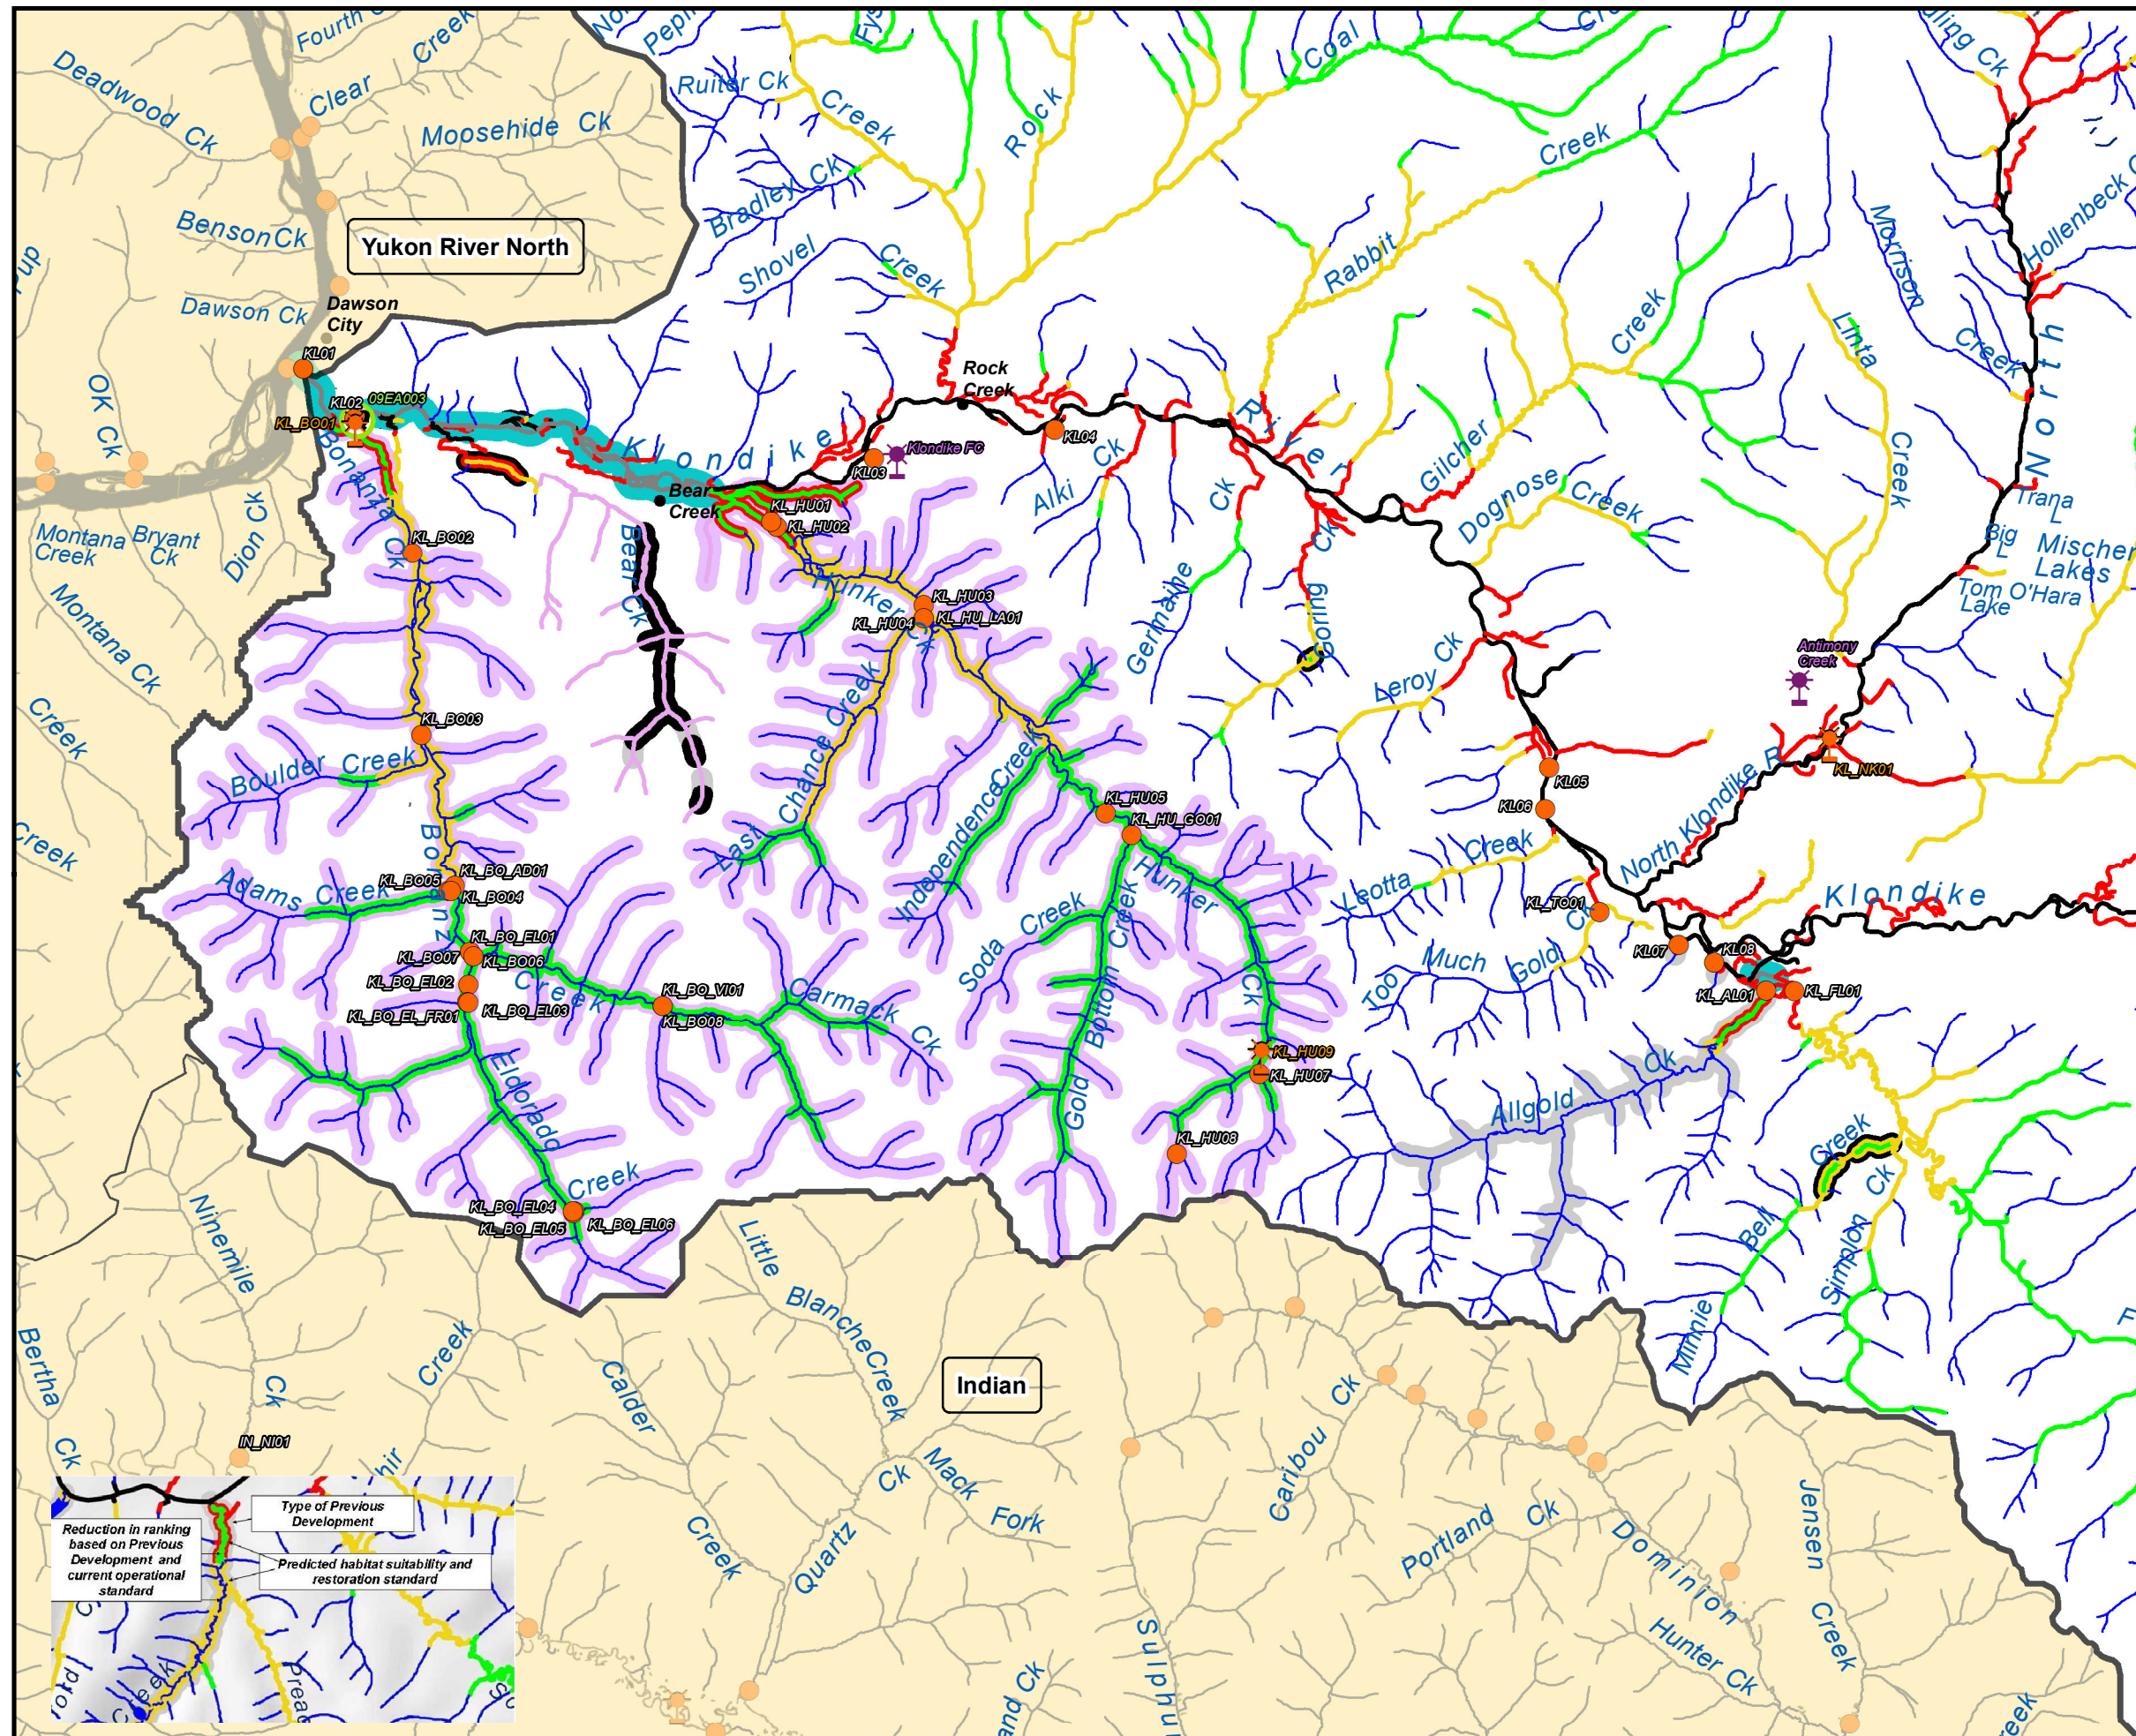 Fourth
Creek
Deadwood Ck
Clear
Moosehide Ck
Benson Ck
Yukon River North
Dawson Ck
Dawson
City
OK Ck
Montana
Creek
Bryant
Ck
Dion Ck
Montana Ck
Creek
Creek
Ruiter Ck
Creek
Bradley Ck
Shovel
Creek
Rock
Coal
Creek
Rabbit
Creek
Linta
Creek
Morrison
Creek
Hollenbeck
North
Trana
L
Big
L
Mischer
Lakes
Tom O'Hara
Lake
KL01
KL02
09EA003
KL_BO01
Bonanza
Ck
Klondike
River
KL03
Klondike FC
Rock
Creek
KL04
Alki
Ck
Germaine
Ck
Goring
Ck
Gilcher
Dognose
Creek
Leroy Ck
Bear
Creek
Bear Ck
KL_HU01
KL_HU02
Hunker
Ck
KL_HU03
KL_HU04
KL_HU_LA01
KL_BO02
KL_BO03
Boulder Creek
East Chance Creek
Independence Creek
KL_HU05
KL_HU_GO01
Hunker
Ck
Antimony
Creek
KL_NK01
KL05
KL06
North Klondike R
Klondike
Leotta
Creek
KL_TO01
Too
Much
Gold
Ck
KL07
KL08
KL_AL01
KL_FL01
Adams Creek
KL_BO_AD01
KL_BO05
KL_BO04
Bonanz
KL_BO_EL01
KL_BO07
KL_BO06
KL_BO_EL02
KL_BO_EL03
KL_BO_EL_FR01
Creek
KL_BO_VI01
KL_BO08
Carmack
Ck
Soda
Creek
Gold
Bottom
Creek
KL_HU09
KL_HU07
KL_HU08
Eldorado
Creek
KL_BO_EL04
KL_BO_EL05
KL_BO_EL06
Allgold
Ck
Bell
Creek
Simplon
Ck
Minnie
Ninemile
Ck
Bertha
Ck
Creek
IN_NI01
Little
Blanche Creek
Calder
Creek
Indian
Quartz
Ck
Mack
Fork
Caribou
Ck
Portland
Ck
Dominion
Jensen
Creek
Hunter Ck
Type of Previous
Development
Reduction in ranking
based on Previous
Development and
current operational
standard
Predicted habitat suitability and
restoration standard